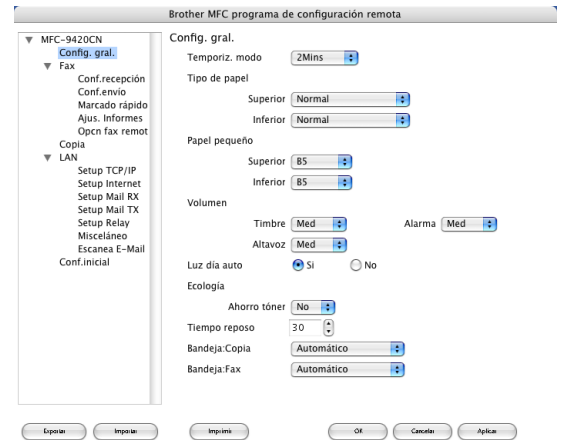 Brother MFC programa de configuración remota
MFC-9420CN
Config. gral.
Fax
Conf.recepción
Conf.envío
Marcado rápido
Ajus. Informes
Opcn fax remot
Copia
LAN
Setup TCP/IP
Setup Internet
Setup Mail RX
Setup Mail TX
Setup Relay
Misceláneo
Escanea E-Mail
Conf.inicial
Config. gral.
Temporiz. modo 2Mins
Tipo de papel
Superior Normal
Inferior Normal
Papel pequeño
Superior B5
Inferior B5
Volumen
Timbre Med Alarma Med
Altavoz Med
Luz día auto Si No
Ecología
Ahorro tóner No
Tiempo reposo 30
Bandeja:Copia Automático
Bandeja:Fax Automático
Exportar Importar Imprimir OK Cancelar Aplicar